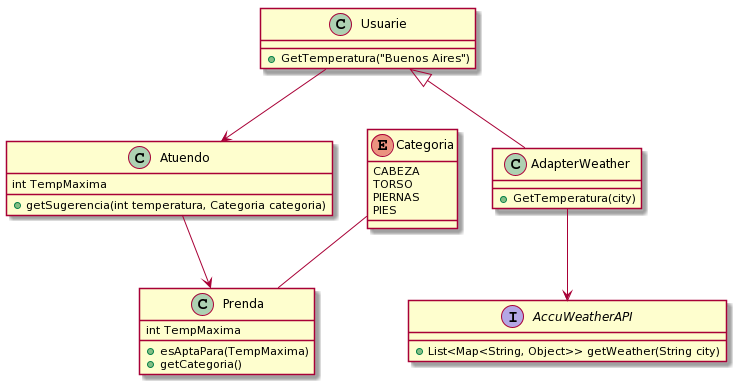 C Usuarie
GetTemperatura("Buenos Aires")
C Atuendo
int TempMaxima
getSugerencia(int temperatura, Categoria categoria)
E Categoria
CABEZA
TORSO
PIERNAS
PIES
C AdapterWeather
GetTemperatura(city)
C Prenda
int TempMaxima
esAptaPara(TempMaxima)
getCategoria()
I AccuWeatherAPI
List<Map<String, Object>> getWeather(String city)